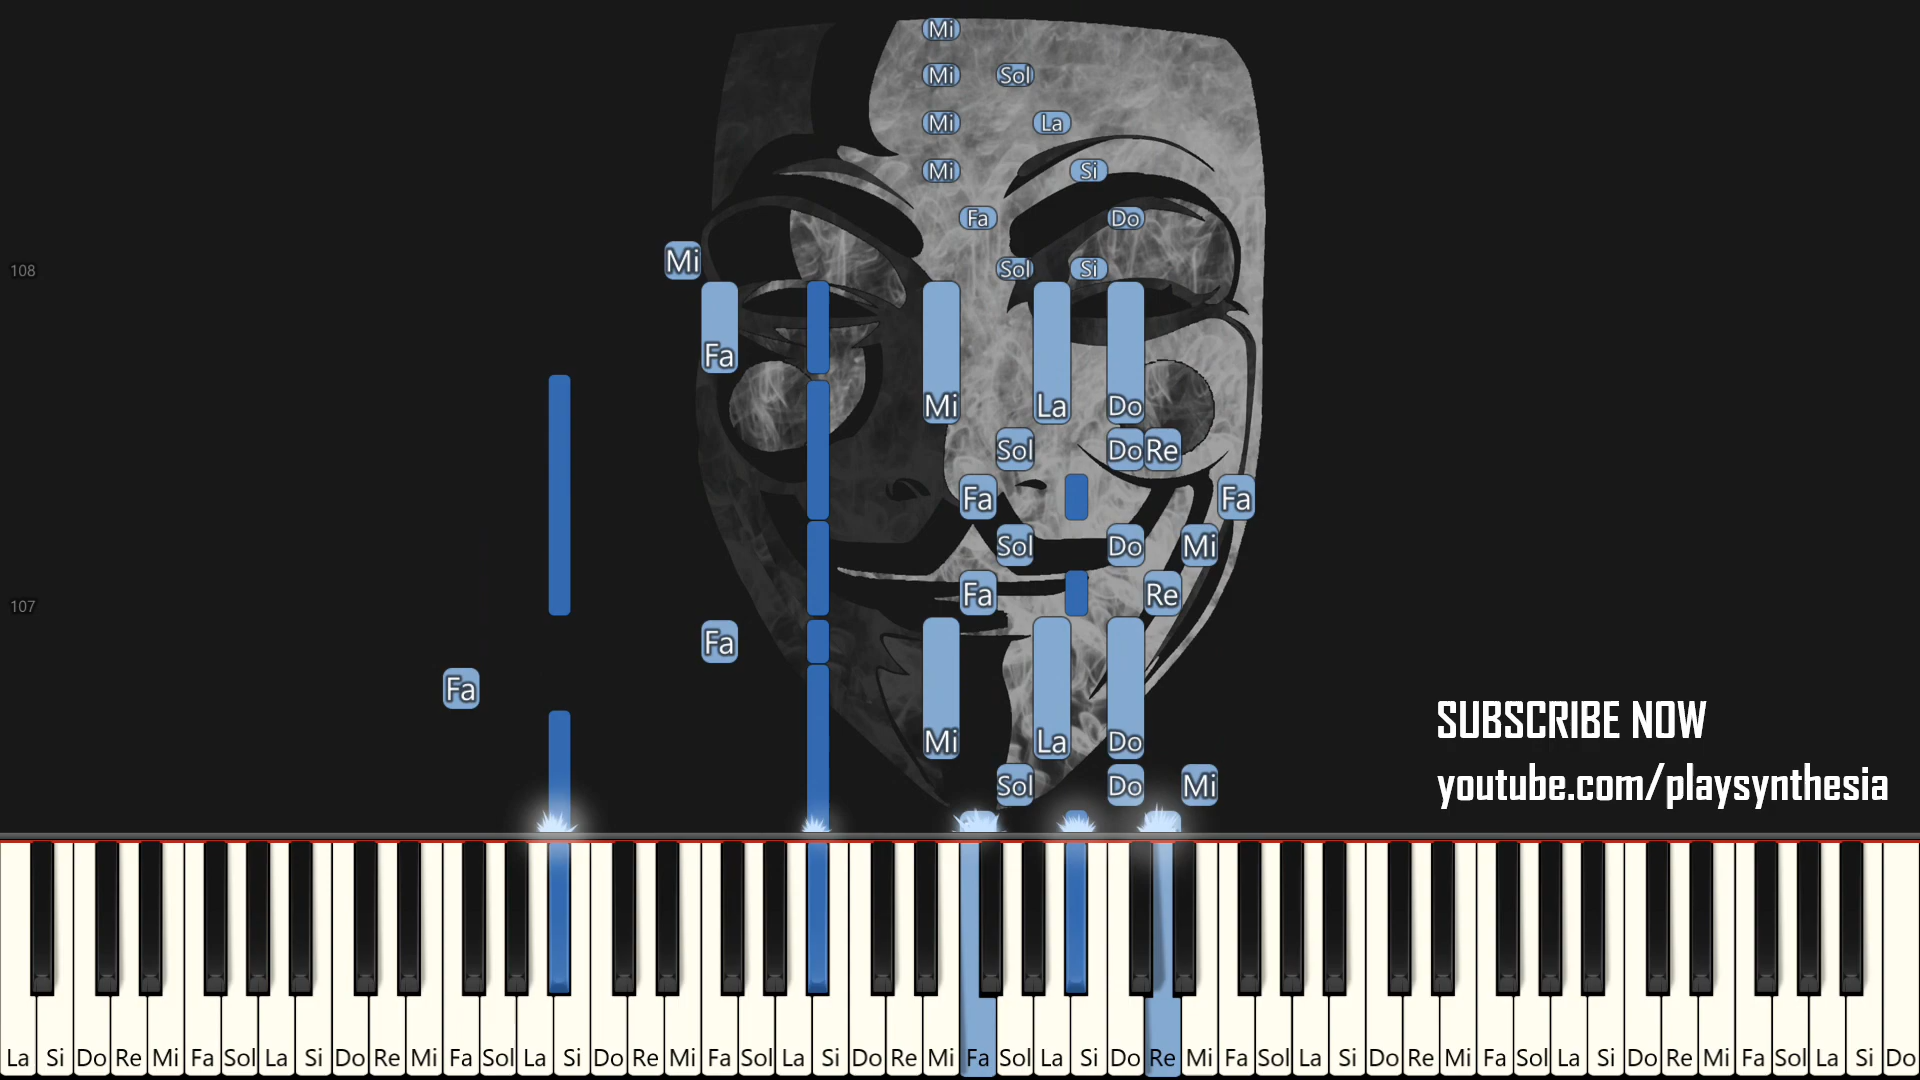 Mi
Mi Sol
Mi La
Mi Si
Fa Do
Mi
108 Sol Si
Fa
Mi La Do
Sol Do Re
Fa Fa
Sol Do Mi
Fa Re
107
Fa
Fa
Mi La Do
Sol Do Mi
SUBSCRIBE NOW
youtube.com/playsynthesia
La Si Do Re Mi Fa Sol La Si Do Re Mi Fa Sol La Si Do Re Mi Fa Sol La Si Do Re Mi Fa Sol La Si Do Re Mi Fa Sol La Si Do Re Mi Fa Sol La Si Do Re Mi Fa Sol La Si Do